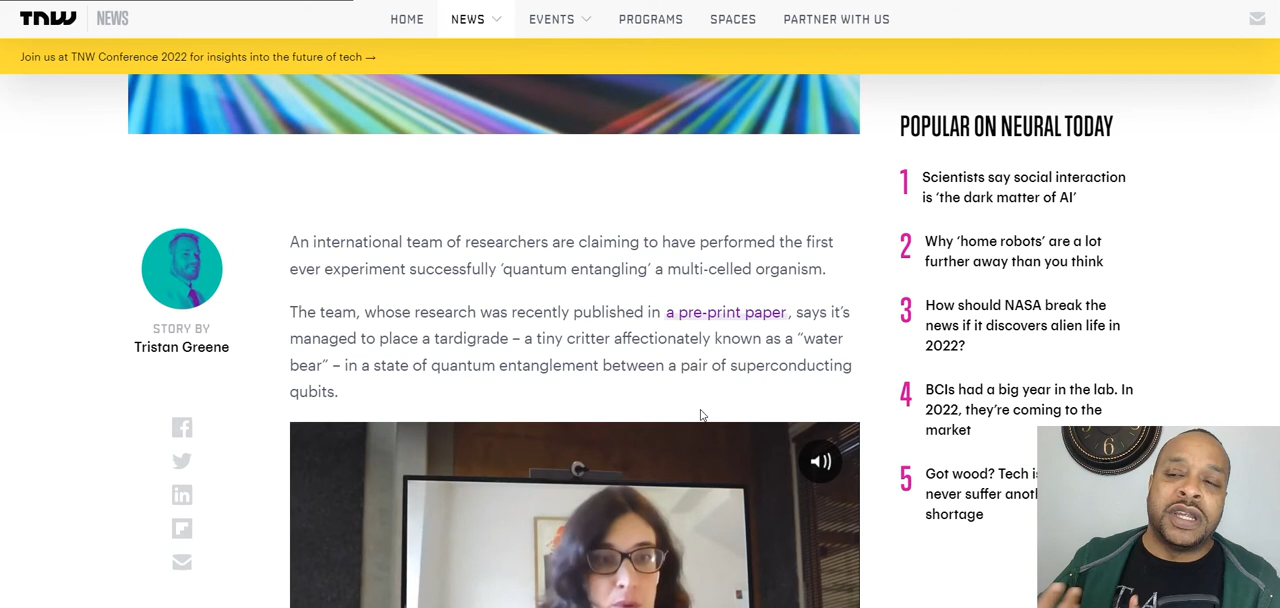 TNW NEWS
HOME NEWS EVENTS PROGRAMS SPACES PARTNER WITH US
Join us at TNW Conference 2022 for insights into the future of tech →
STORY BY
Tristan Greene
An international team of researchers are claiming to have performed the first
ever experiment successfully ‘quantum entangling’ a multi-celled organism.
The team, whose research was recently published in a pre-print paper, says it’s
managed to place a tardigrade – a tiny critter affectionately known as a “water
bear” – in a state of quantum entanglement between a pair of superconducting
qubits.
POPULAR ON NEURAL TODAY
1 Scientists say social interaction
is ‘the dark matter of AI’
2 Why ‘home robots’ are a lot
further away than you think
3 How should NASA break the
news if it discovers alien life in
2022?
4 BCIs had a big year in the lab. In
2022, they’re coming to the
market
5 Got wood? Tech
never suffer
shortage
6